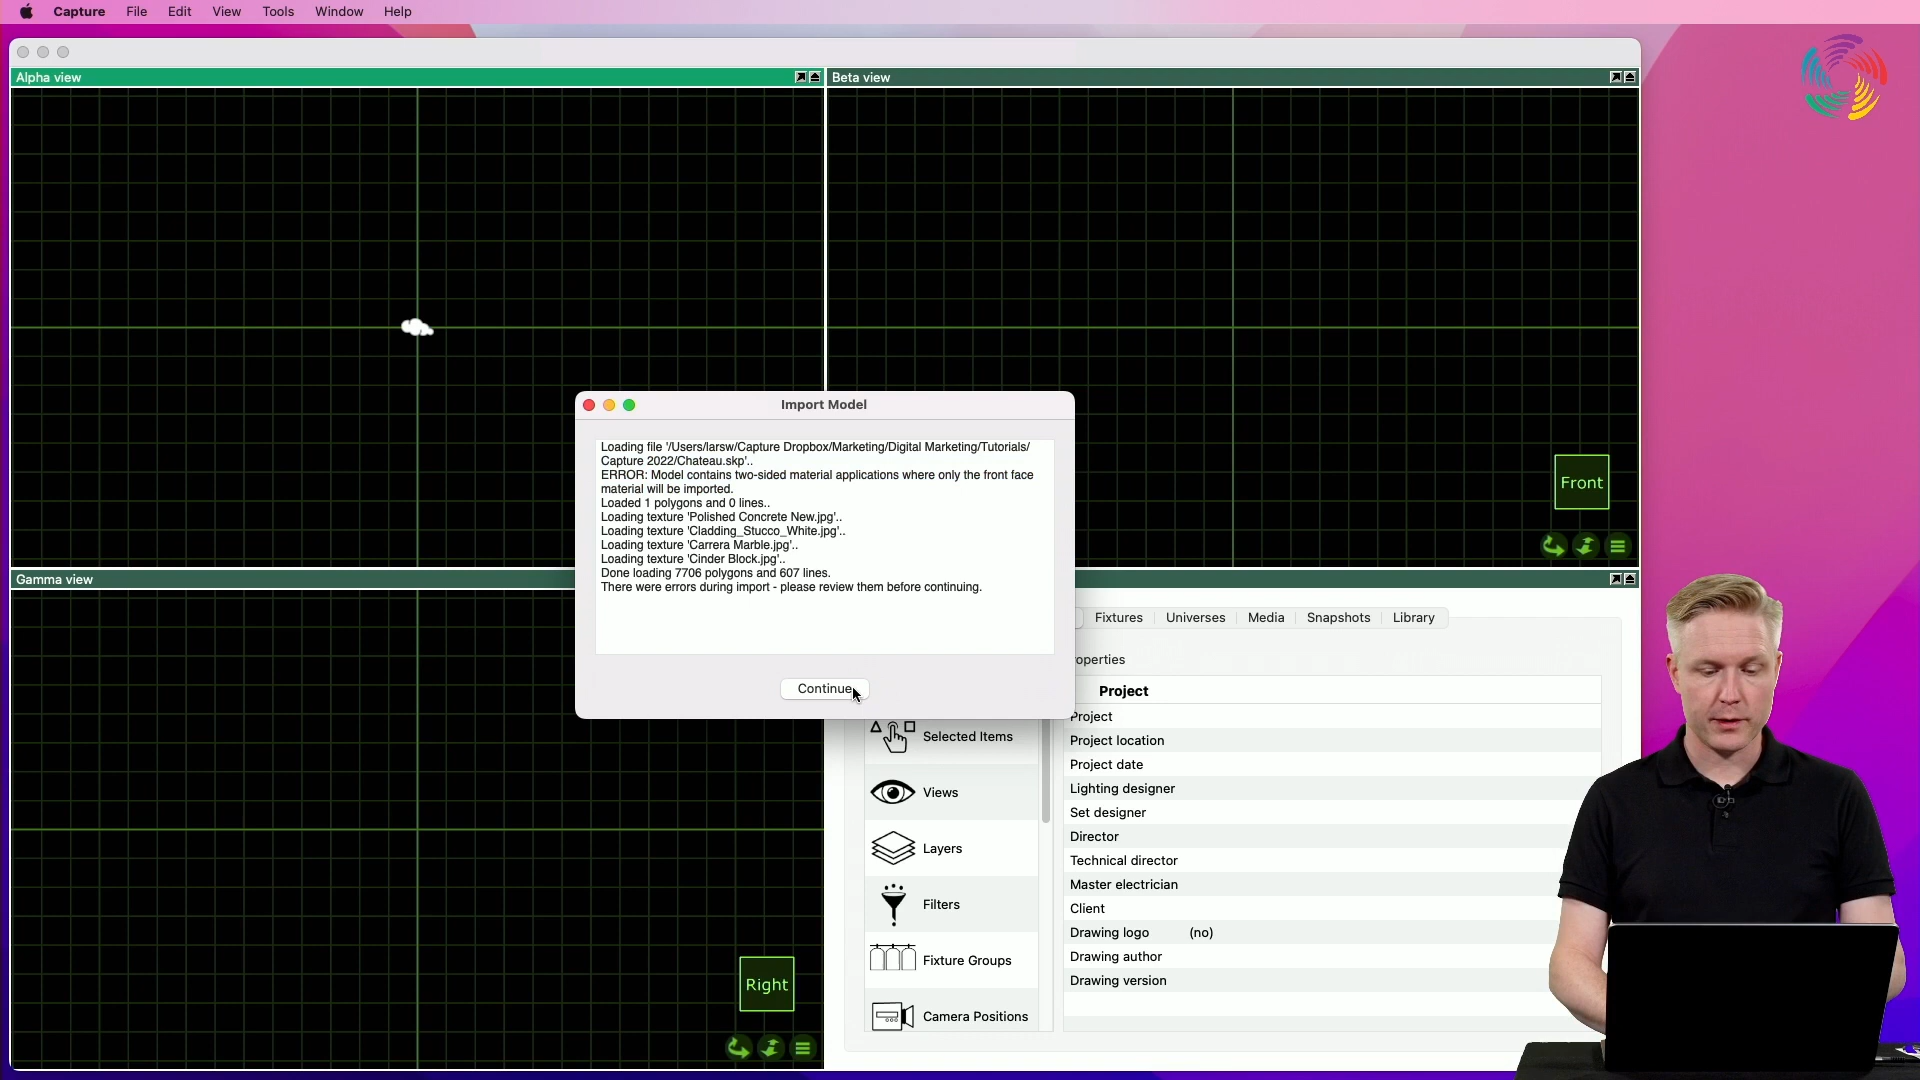 Capture File Edit View Tools Window Help
Alpha view
Beta view
Import Model
Loading file '/Users/larsw/Capture Dropbox/Marketing/Digital Marketing/Tutorials/
Capture 2022/Chateau.skp'..
ERROR: Model contains two-sided material applications where only the front face
material will be imported.
Loaded 1 polygons and 0 lines..
Loading texture 'Polished Concrete New.jpg'..
Loading texture 'Cladding_Stucco_White.jpg'..
Loading texture 'Carrera Marble.jpg'..
Loading texture 'Cinder Block.jpg'..
Done loading 7706 polygons and 607 lines.
There were errors during import - please review them before continuing.
Continue
Front
Gamma view
Right
Fixtures Universes Media Snapshots Library
operties
Selected Items
Views
Layers
Filters
Fixture Groups
Camera Positions
Project
Project
Project location
Project date
Lighting designer
Set designer
Director
Technical director
Master electrician
Client
Drawing logo (no)
Drawing author
Drawing version